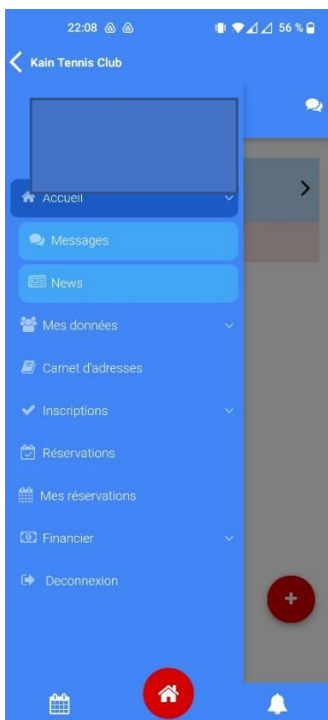 22:08 56 %
Kain Tennis Club
Accueil
Messages
News
Mes données
Carnet d'adresses
Inscriptions
Réservations
Mes réservations
Financier
Deconnexion